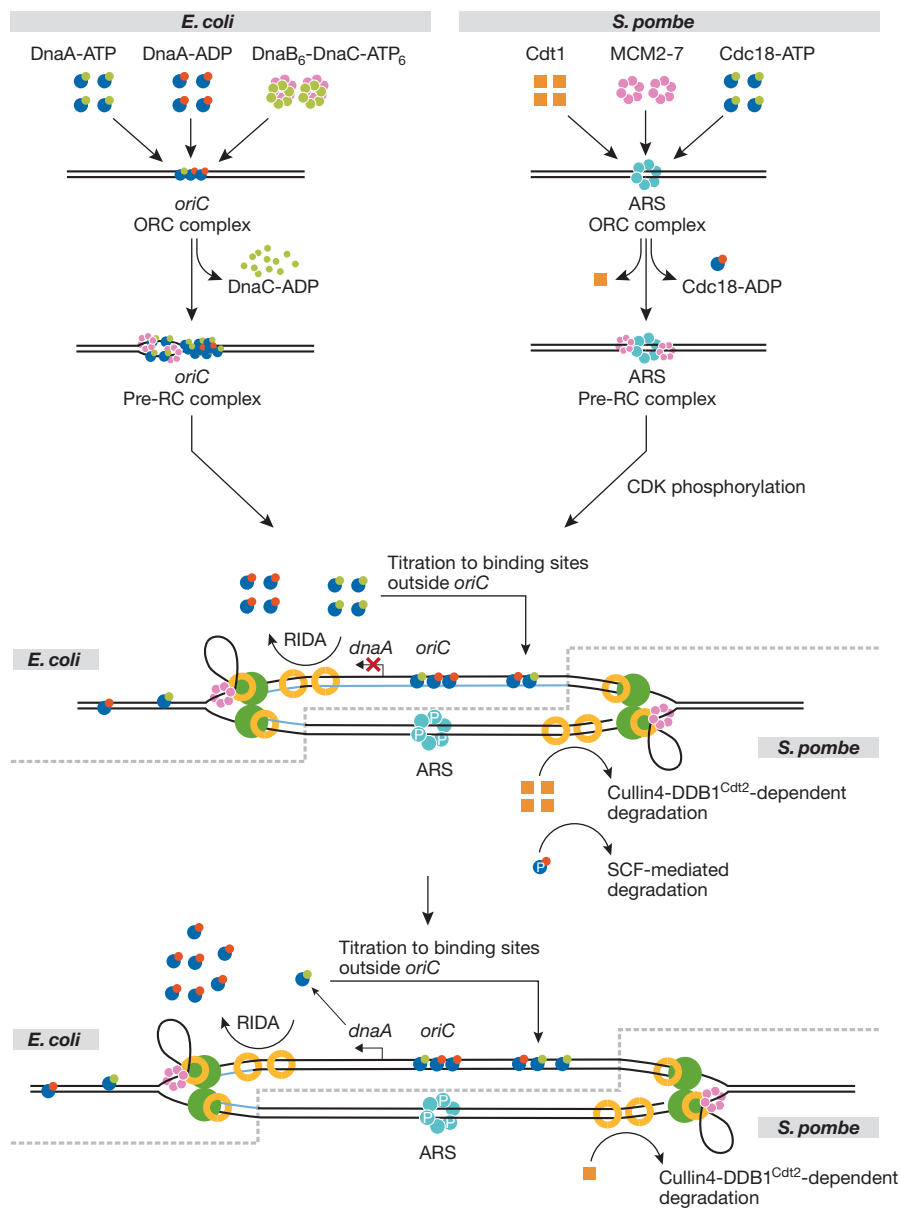 E. coli
S. pombe
DnaA-ATP
DnaA-ADP
DnaB6-DnaC-ATP6
Cdt1
MCM2-7
Cdc18-ATP
oriC
ORC complex
ARS
ORC complex
DnaC-ADP
Cdc18-ADP
oriC
Pre-RC complex
ARS
Pre-RC complex
CDK phosphorylation
Titration to binding sites
outside oriC
RIDA
dnaA
oriC
E. coli
P
P
P
P
S. pombe
ARS
Cullin4-DDB1Cdt2-dependent
degradation
P
SCF-mediated
degradation
Titration to binding sites
outside oriC
RIDA
dnaA
oriC
E. coli
P
P
P
P
S. pombe
ARS
Cullin4-DDB1Cdt2-dependent
degradation